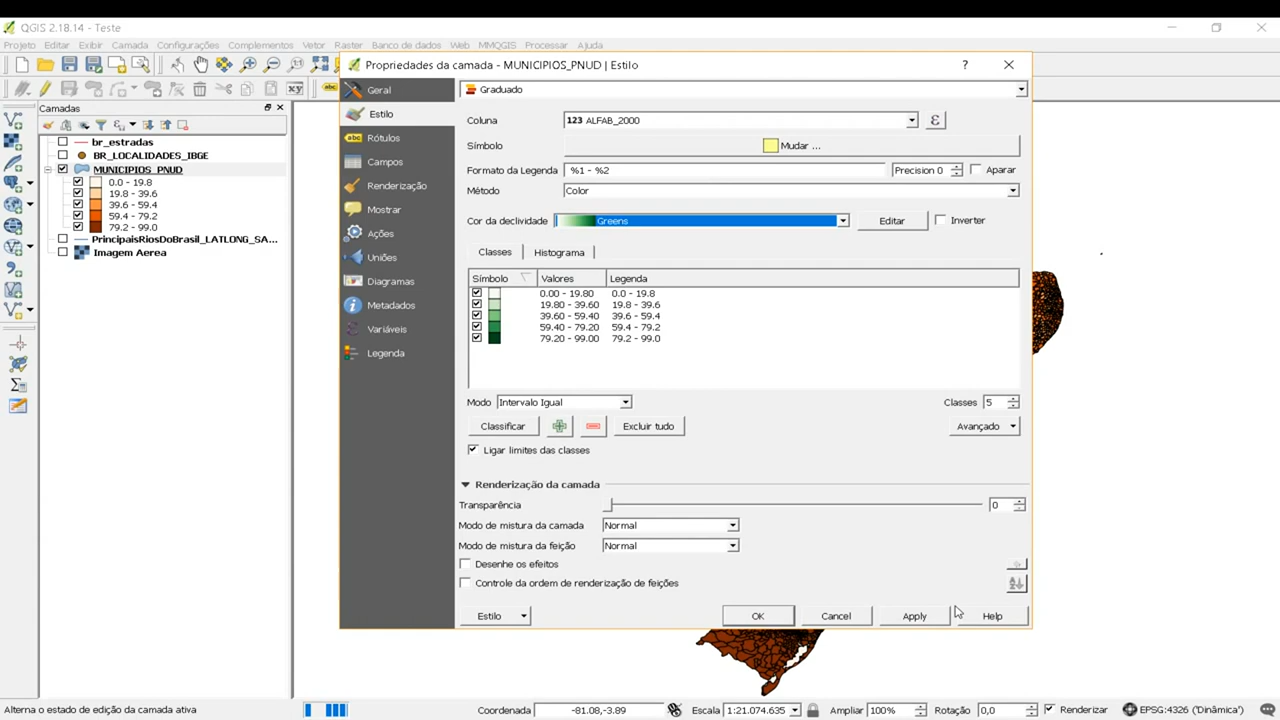 QGIS 2.18.14 - Teste
Projeto Editar Exibir Camada Configurações Complementos Vetor Raster Banco de dados Web MMQGIS Processar Ajuda
Camadas
br_estradas
BR_LOCALIDADES_IBGE
MUNICIPIOS_PNUD
0.0 - 19.8
19.8 - 39.6
39.6 - 59.4
59.4 - 79.2
79.2 - 99.0
PrincipaisRiosDoBrasil_LATLONG_SA...
Imagem Aerea
Propriedades da camada - MUNICIPIOS_PNUD | Estilo
Geral
Estilo
Rótulos
Campos
Renderização
Mostrar
Ações
Uniões
Diagramas
Metadados
Variáveis
Legenda
Graduado
Coluna 123 ALFAB_2000 ε
Símbolo Mudar ...
Formato da Legenda %1 - %2 Precision 0 Aparar
Método Color
Cor da declividade Greens Editar Inverter
Classes Histograma
Símbolo Valores Legenda
0.00 - 19.80 0.0 - 19.8
19.80 - 39.60 19.8 - 39.6
39.60 - 59.40 39.6 - 59.4
59.40 - 79.20 59.4 - 79.2
79.20 - 99.00 79.2 - 99.0
Modo Intervalo Igual Classes 5
Classificar Excluir tudo Avançado
Ligar limites das classes
Renderização da camada
Transparência 0
Modo de mistura da camada Normal
Modo de mistura da feição Normal
Desenhe os efeitos
Controle da ordem de renderização de feições
Estilo OK Cancel Apply Help
Alterna o estado de edição da camada ativa Coordenada -81.08,-3.89 Escala 1:21.074.635 Ampliar 100% Rotação 0,0 Renderizar EPSG:4326 ('Dinâmica')